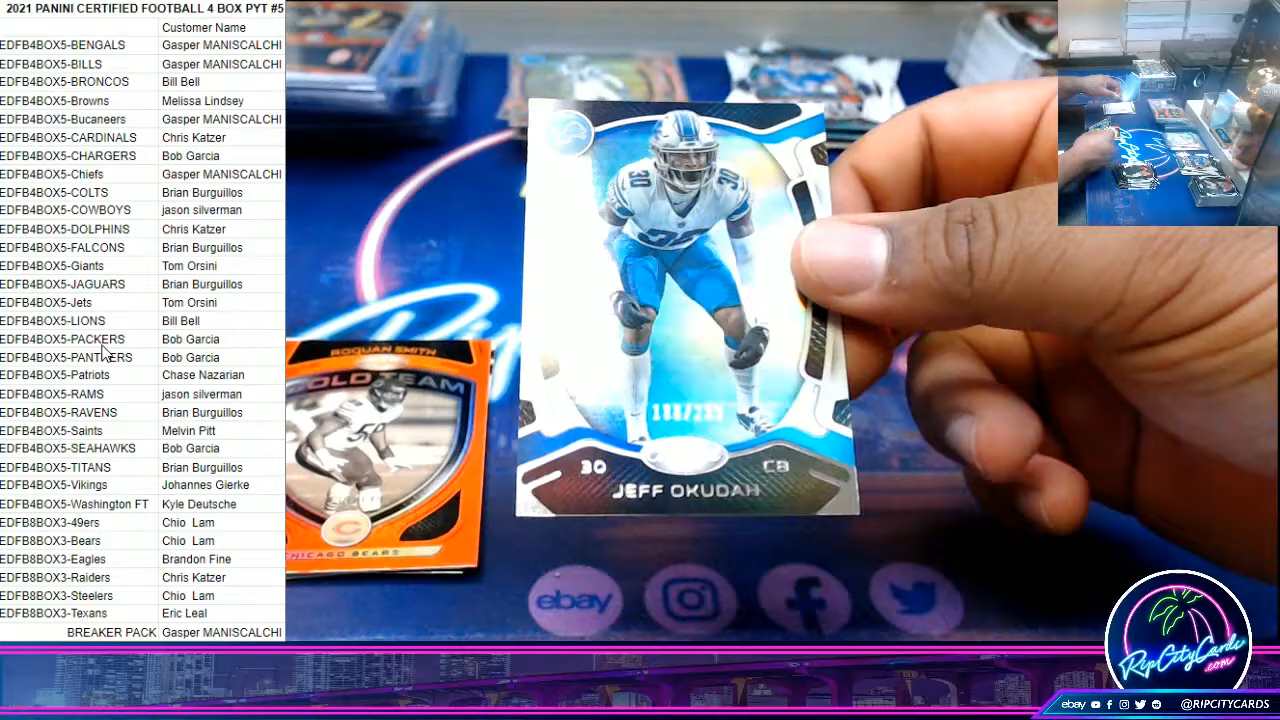 2021 PANINI CERTIFIED FOOTBALL 4 BOX PYT #5
Customer Name
EDFB4BOX5-BENGALS Gasper MANISCALCHI
EDFB4BOX5-BILLS Gasper MANISCALCHI
EDFB4BOX5-BRONCOS Bill Bell
EDFB4BOX5-Browns Melissa Lindsey
EDFB4BOX5-Bucaneers Gasper MANISCALCHI
EDFB4BOX5-CARDINALS Chris Katzer
EDFB4BOX5-CHARGERS Bob Garcia
EDFB4BOX5-Chiefs Gasper MANISCALCHI
EDFB4BOX5-COLTS Brian Burguillos
EDFB4BOX5-COWBOYS jason silverman
EDFB4BOX5-DOLPHINS Chris Katzer
EDFB4BOX5-FALCONS Brian Burguillos
EDFB4BOX5-Giants Tom Orsini
EDFB4BOX5-JAGUARS Brian Burguillos
EDFB4BOX5-Jets Tom Orsini
EDFB4BOX5-LIONS Bill Bell
EDFB4BOX5-PACKERS Bob Garcia
EDFB4BOX5-PANTHERS Bob Garcia
EDFB4BOX5-Patriots Chase Nazarian
EDFB4BOX5-RAMS jason silverman
EDFB4BOX5-RAVENS Brian Burguillos
EDFB4BOX5-Saints Melvin Pitt
EDFB4BOX5-SEAHAWKS Bob Garcia
EDFB4BOX5-TITANS Brian Burguillos
EDFB4BOX5-Vikings Johannes Gierke
EDFB4BOX5-Washington FT Kyle Deutsche
EDFB8BOX3-49ers Chio Lam
EDFB8BOX3-Bears Chio Lam
EDFB8BOX3-Eagles Brandon Fine
EDFB8BOX3-Raiders Chris Katzer
EDFB8BOX3-Steelers Chio Lam
EDFB8BOX3-Texans Eric Leal
BREAKER PACK Gasper MANISCALCHI
30 30
30 CB
JEFF OKUDAH
ROQUAN SMITH
OLD TEAM
CHICAGO BEARS
ebay
RipCityCards
.com
ebay @RIPCITYCARDS